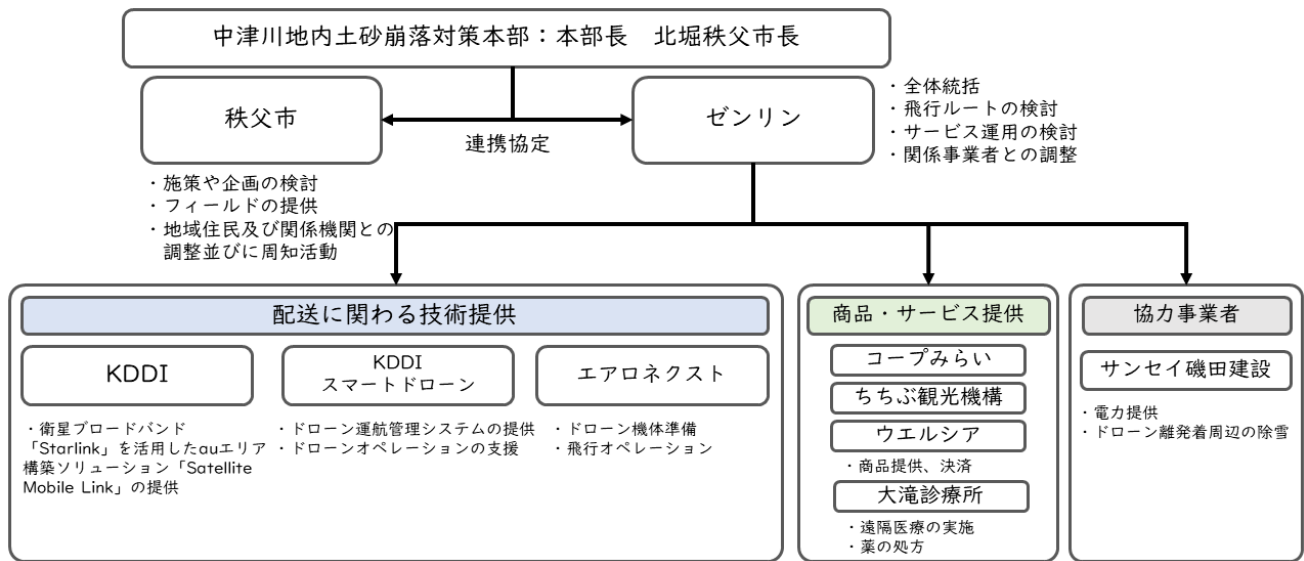 中津川地内土砂崩落対策本部：本部長　北堀秩父市長
秩父市
連携協定
ゼンリン
・全体統括
・飛行ルートの検討
・サービス運用の検討
・関係事業者との調整
・施策や企画の検討
・フィールドの提供
・地域住民及び関係機関との
調整並びに周知活動
配送に関わる技術提供
KDDI
・衛星ブロードバンド
「Starlink」を活用したauエリア
構築ソリューション「Satellite
Mobile Link」の提供
KDDI
スマートドローン
・ドローン運航管理システムの提供
・ドローンオペレーションの支援
エアロネクスト
・ドローン機体準備
・飛行オペレーション
商品・サービス提供
コープみらい
ちちぶ観光機構
ウエルシア
・商品提供、決済
大滝診療所
・遠隔医療の実施
・薬の処方
協力事業者
サンセイ磯田建設
・電力提供
・ドローン離発着周辺の除雪